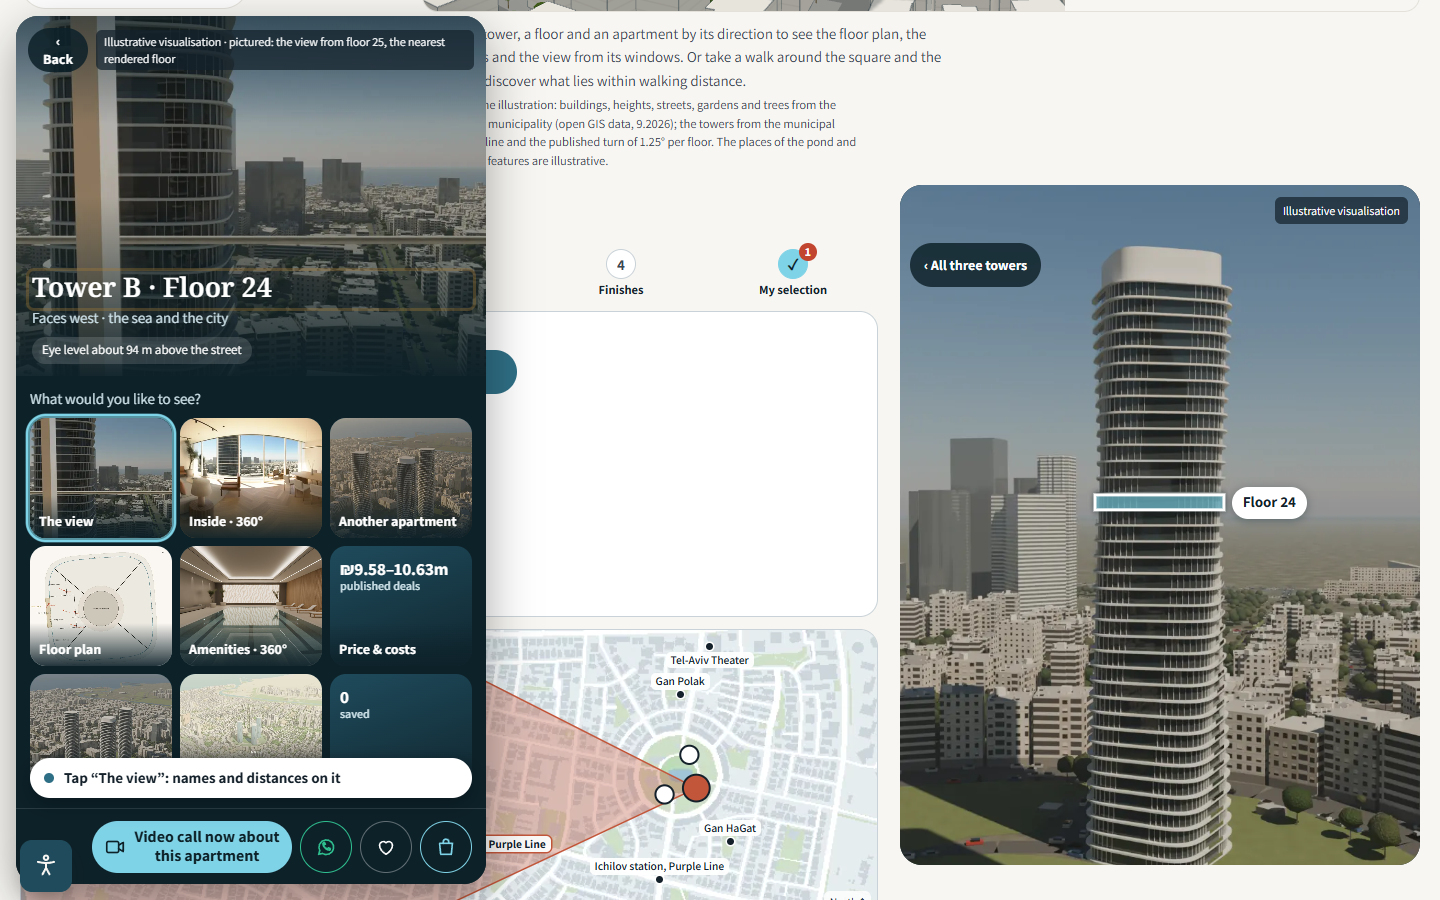 ‹
Back
Illustrative visualisation · pictured: the view from floor 25, the nearest
rendered floor
Tower B · Floor 24
Faces west · the sea and the city
Eye level about 94 m above the street
What would you like to see?
The view
Inside · 360°
Another apartment
Floor plan
Amenities · 360°
₪9.58–10.63m
published deals
Price & costs
0
saved
Tap “The view”: names and distances on it
Video call now about
this apartment
tower, a floor and an apartment by its direction to see the floor plan, the
and the view from its windows. Or take a walk around the square and the
discover what lies within walking distance.
illustration: buildings, heights, streets, gardens and trees from the
municipality (open GIS data, 9.2026); the towers from the municipal
line and the published turn of 1.25° per floor. The places of the pond and
features are illustrative.
4
Finishes
1
My selection
Tel-Aviv Theater
Gan Polak
Gan HaGat
Purple Line
Ichilov station, Purple Line
Illustrative visualisation
‹ All three towers
Floor 24